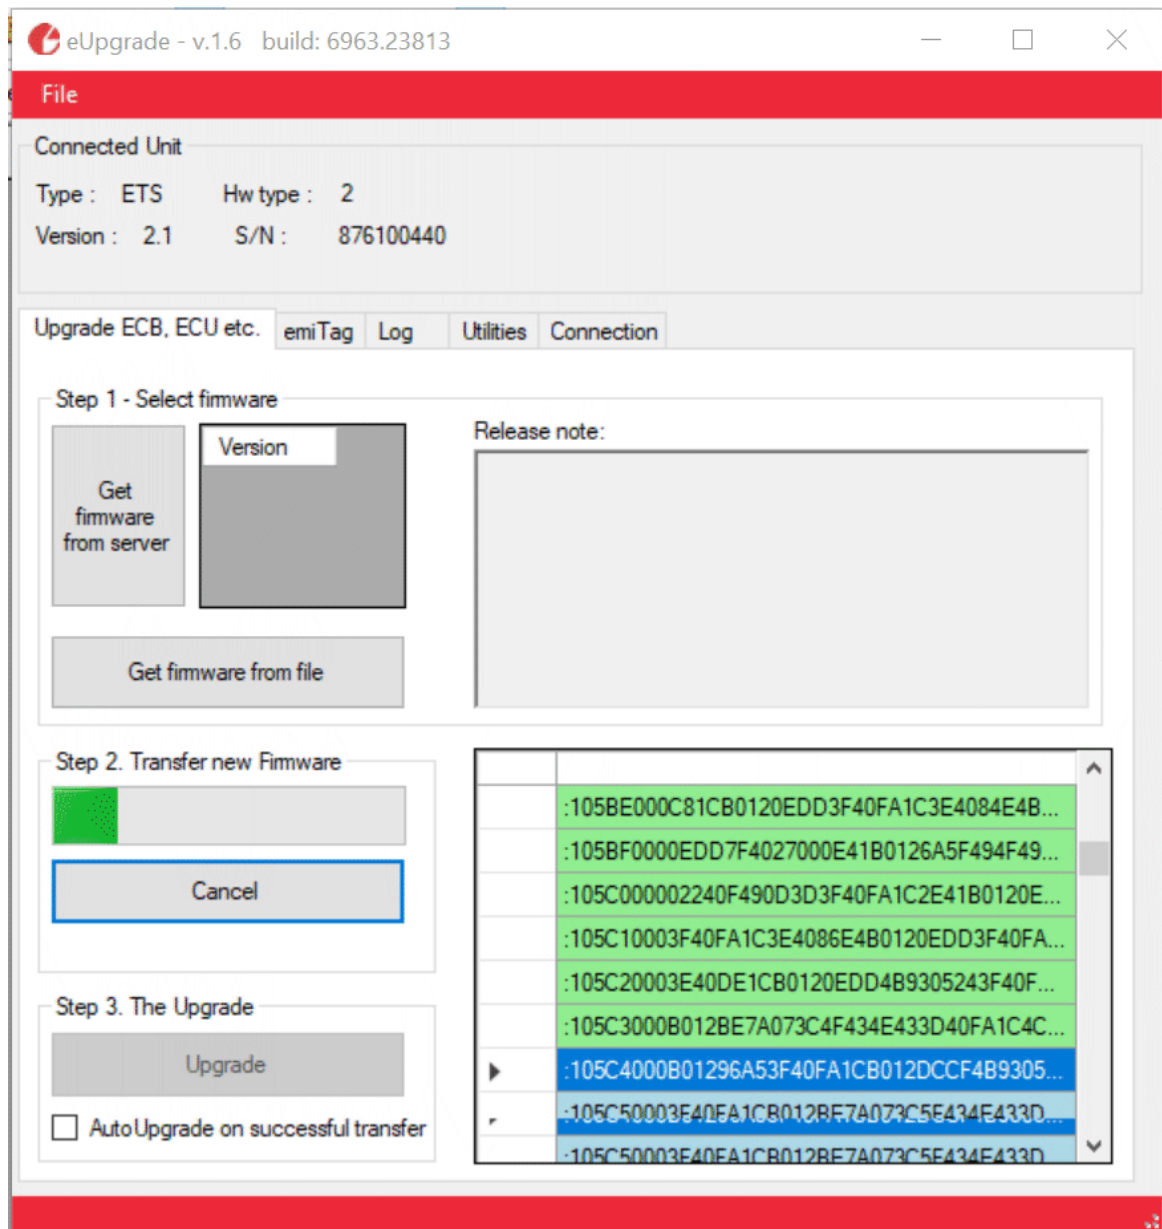 eUpgrade - v.1.6 build: 6963.23813
File
Connected Unit
Type : ETS Hw type : 2
Version : 2.1 S/N : 876100440
Upgrade ECB, ECU etc. emiTag Log Utilities Connection
Step 1 - Select firmware
Get
firmware
from server
Version
Release note:
Get firmware from file
Step 2. Transfer new Firmware
Cancel
Step 3. The Upgrade
Upgrade
AutoUpgrade on successful transfer
:105BE000C81CB0120EDD3F40FA1C3E4084E4B...
:105BF0000EDD7F4027000E41B0126A5F494F49...
:105C000002240F490D3D3F40FA1C2E41B0120E...
:105C10003F40FA1C3E4086E4B0120EDD3F40FA...
:105C20003E40DE1CB0120EDD4B9305243F40F...
:105C3000B012BE7A073C4F434E433D40FA1C4C...
:105C4000B01296A53F40FA1CB012DCCF4B9305...
:105C50003F40FA1CB012BE7A073C5F434E433D...
:105C50003F40FA1CB012BE7A073C5F434E433D...